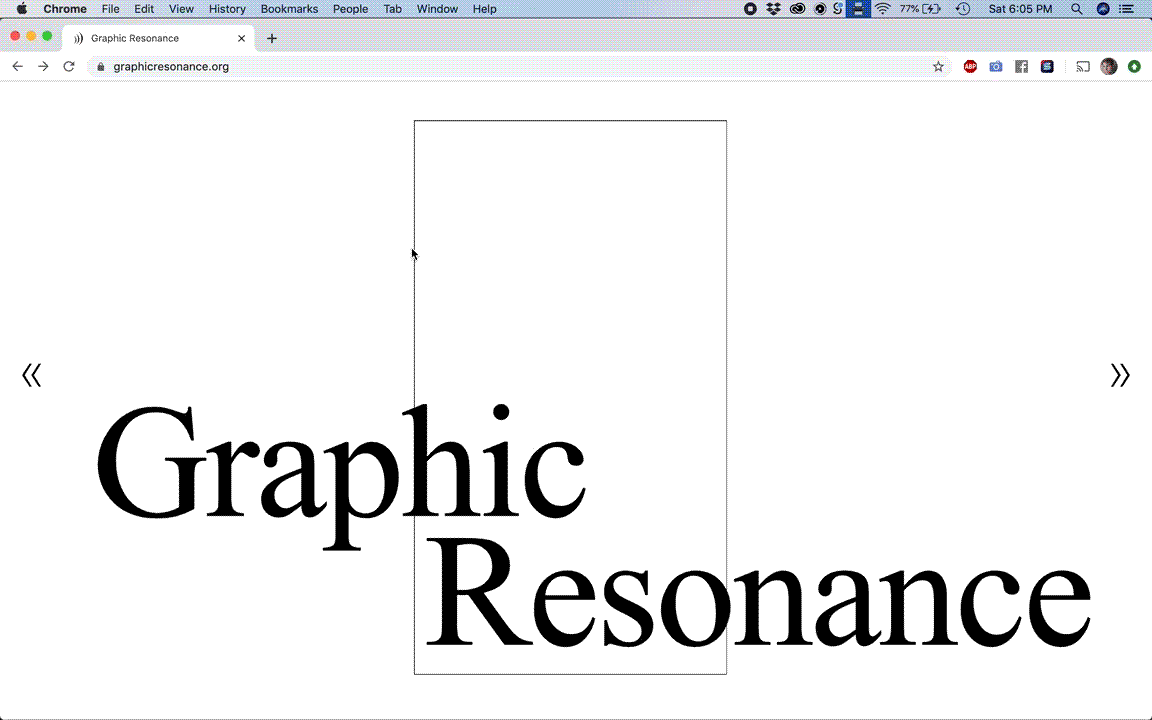 Chrome File Edit View History Bookmarks People Tab Window Help 77% Sat 6:05 PM
Graphic Resonance
graphicresonance.org
ABP
«
»
Graphic
Resonance